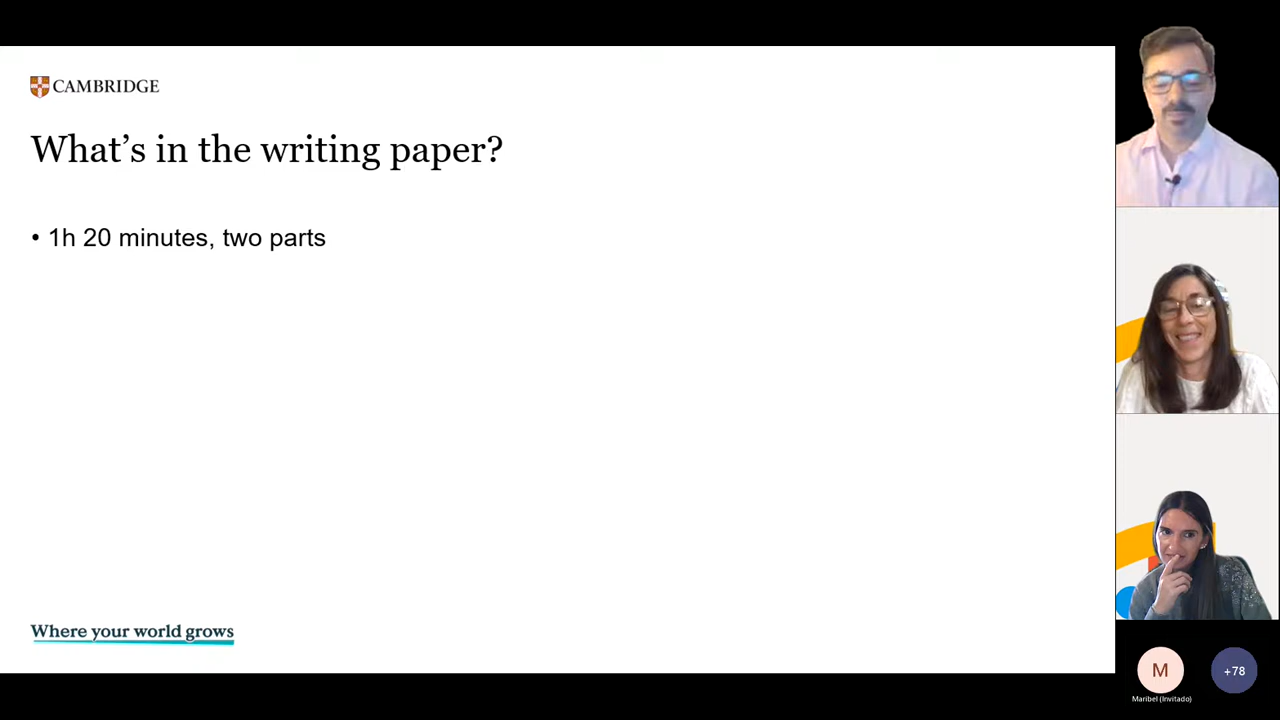 CAMBRIDGE
What's in the writing paper?
• 1h 20 minutes, two parts
Where your world grows
M
+78
Maribel (Invitado)